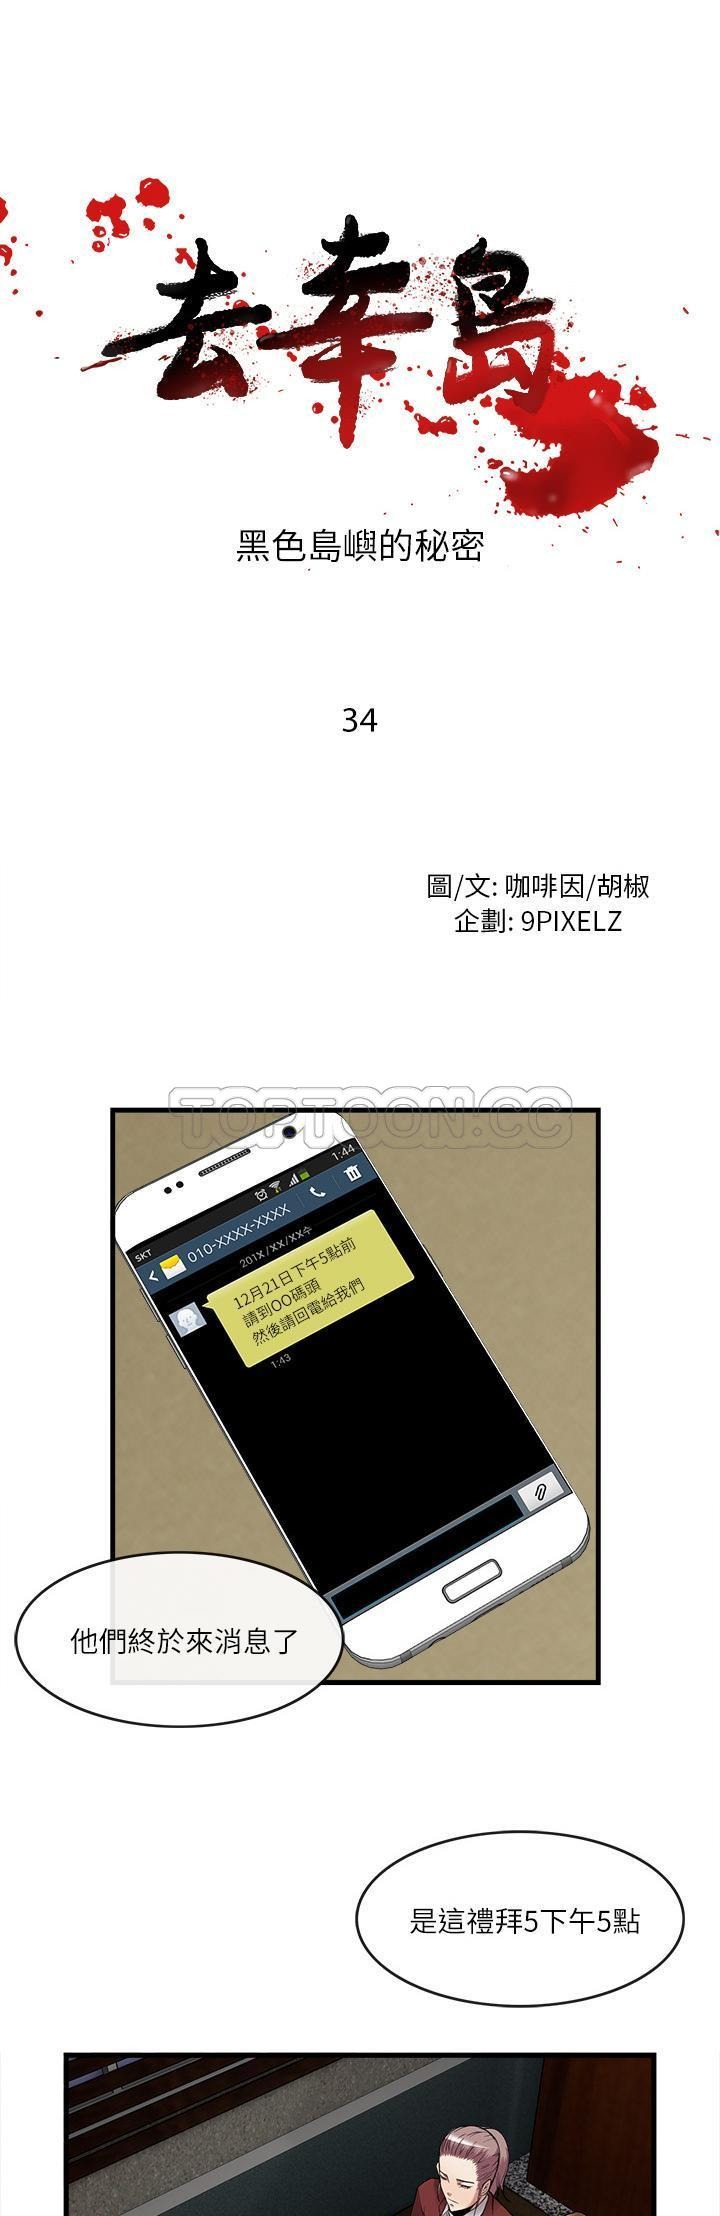 去幸島
黑色島嶼的秘密
34
圖/文: 咖啡因/胡椒
企劃: 9PIXELZ
TOPTOON.CC
1:44
SKT
010-XXXX-XXXX
201X/XX/XX수
12月21日下午5點前
請到OO碼頭
然後請回電給我們
1:43
他們終於來消息了
是這禮拜5下午5點